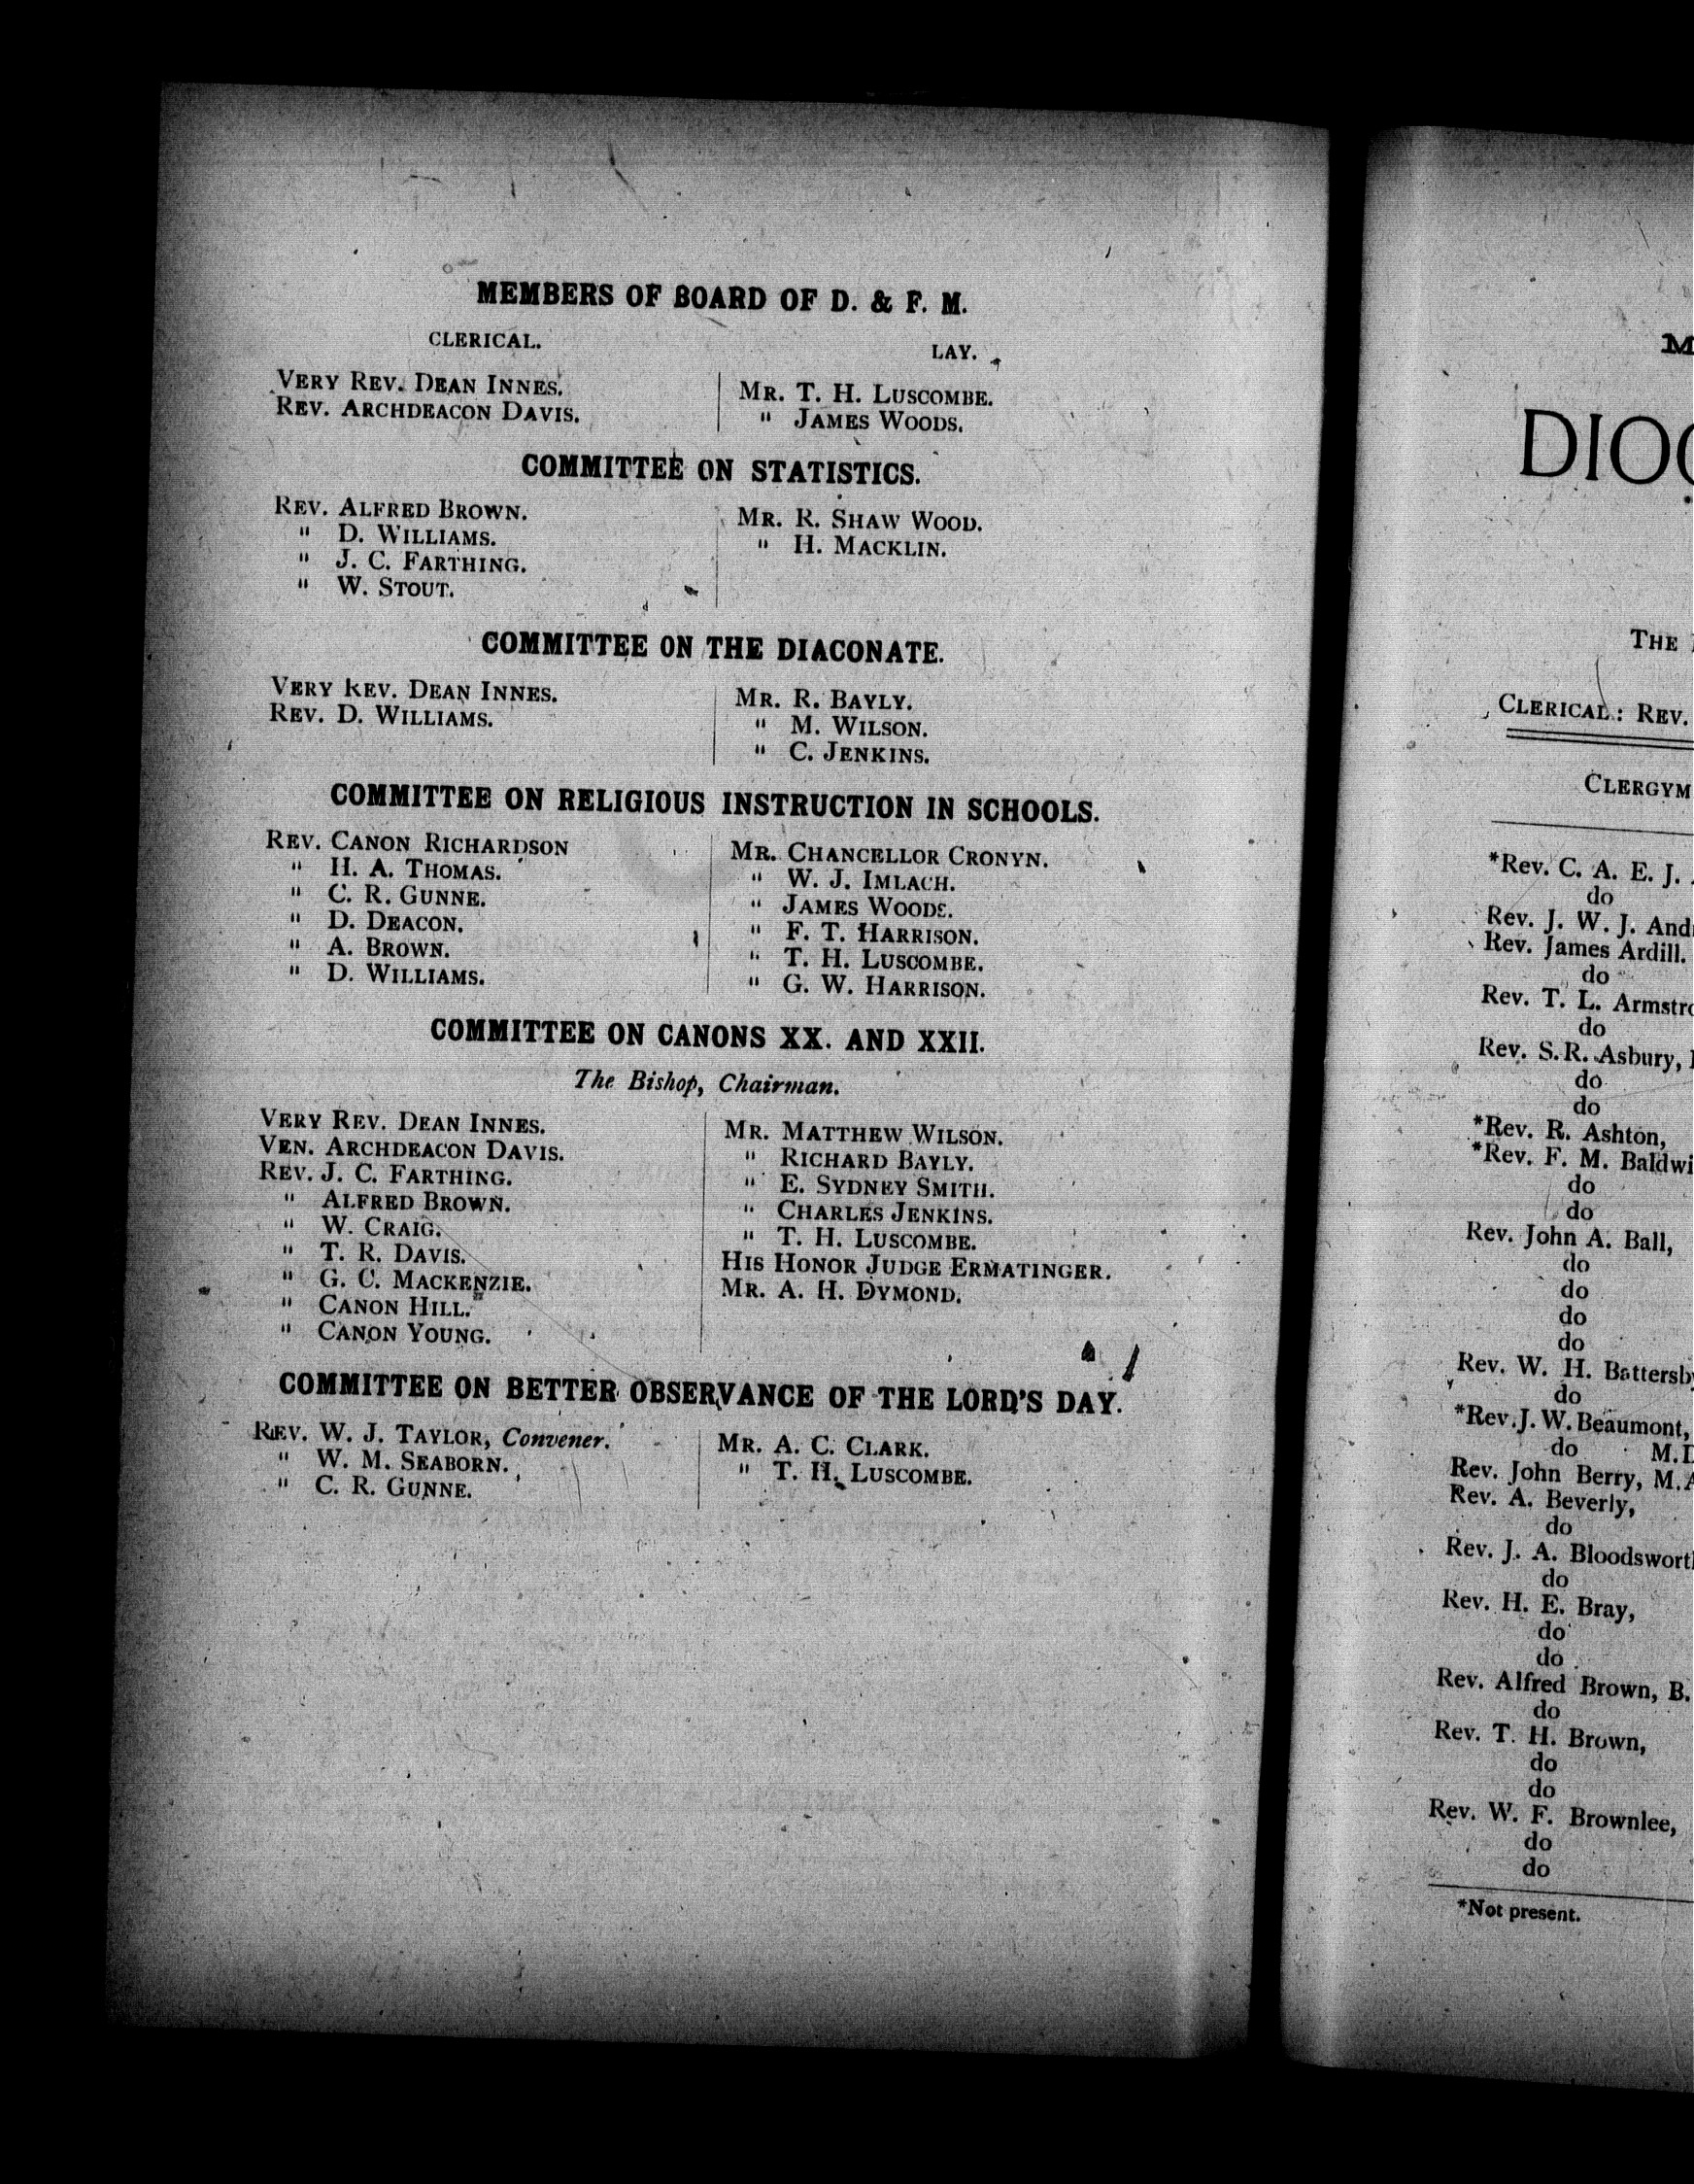 MEMBERS OF BOARD OF D. & F. M.
CLERICAL.
VERY REV. DEAN INNES.
REV. ARCHDEACON DAVIS.
LAY.
MR. T. H. LUSCOMBE.
" JAMES WOODS.
COMMITTEE ON STATISTICS.
REV. ALFRED BROWN.
" D. WILLIAMS.
" J. C. FARTHING.
" W. STOUT.
MR. R. SHAW WOOD.
" H. MACKLIN.
COMMITTEE ON THE DIACONATE.
VERY REV. DEAN INNES.
REV. D. WILLIAMS.
MR. R. BAYLY.
" M. WILSON.
" C. JENKINS.
COMMITTEE ON RELIGIOUS INSTRUCTION IN SCHOOLS.
REV. CANON RICHARDSON
" H. A. THOMAS.
" C. R. GUNNE.
" D. DEACON.
" A. BROWN.
" D. WILLIAMS.
MR. CHANCELLOR CRONYN.
" W. J. IMLACH.
" JAMES WOODS.
" F. T. HARRISON.
" T. H. LUSCOMBE.
" G. W. HARRISON.
COMMITTEE ON CANONS XX. AND XXII.
The Bishop, Chairman.
VERY REV. DEAN INNES.
VEN. ARCHDEACON DAVIS.
REV. J. C. FARTHING.
" ALFRED BROWN.
" W. CRAIG.
" T. R. DAVIS.
" G. C. MACKENZIE.
" CANON HILL.
" CANON YOUNG.
MR. MATTHEW WILSON.
" RICHARD BAYLY.
" E. SYDNEY SMITH.
" CHARLES JENKINS.
" T. H. LUSCOMBE.
HIS HONOR JUDGE ERMATINGER.
MR. A. H. DYMOND.
COMMITTEE ON BETTER OBSERVANCE OF THE LORD'S DAY.
REV. W. J. TAYLOR, Convener.
" W. M. SEABORN.
" C. R. GUNNE.
MR. A. C. CLARK.
" T. H. LUSCOMBE.
M
DIOC
THE
CLERICAL: REV.
CLERGYM
*Rev. C. A. E. J.
do
Rev. J. W. J. And
Rev. James Ardill.
do
Rev. T. L. Armstro
do
Rev. S. R. Asbury,
do
do
*Rev. R. Ashton,
*Rev. F. M. Baldwi
do
do
Rev. John A. Ball,
do
do
do
do
Rev. W. H. Battersby
do
*Rev. J. W. Beaumont,
do M.D
Rev. John Berry, M.A
Rev. A. Beverly,
do
Rev. J. A. Bloodswort
do
Rev. H. E. Bray,
do
do
Rev. Alfred Brown, B.
do
Rev. T. H. Brown,
do
do
Rev. W. F. Brownlee,
do
do
*Not present.